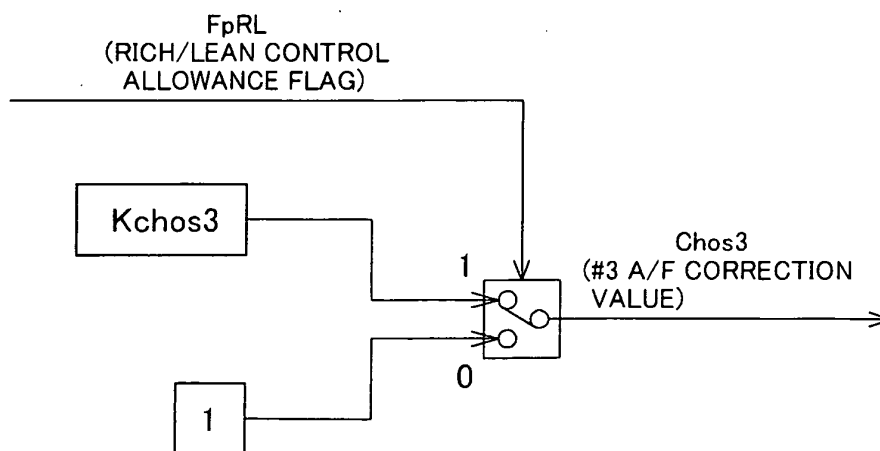 FpRL
(RICH/LEAN CONTROL
ALLOWANCE FLAG)
Kchos3
1
Chos3
(#3 A/F CORRECTION
VALUE)
0
1